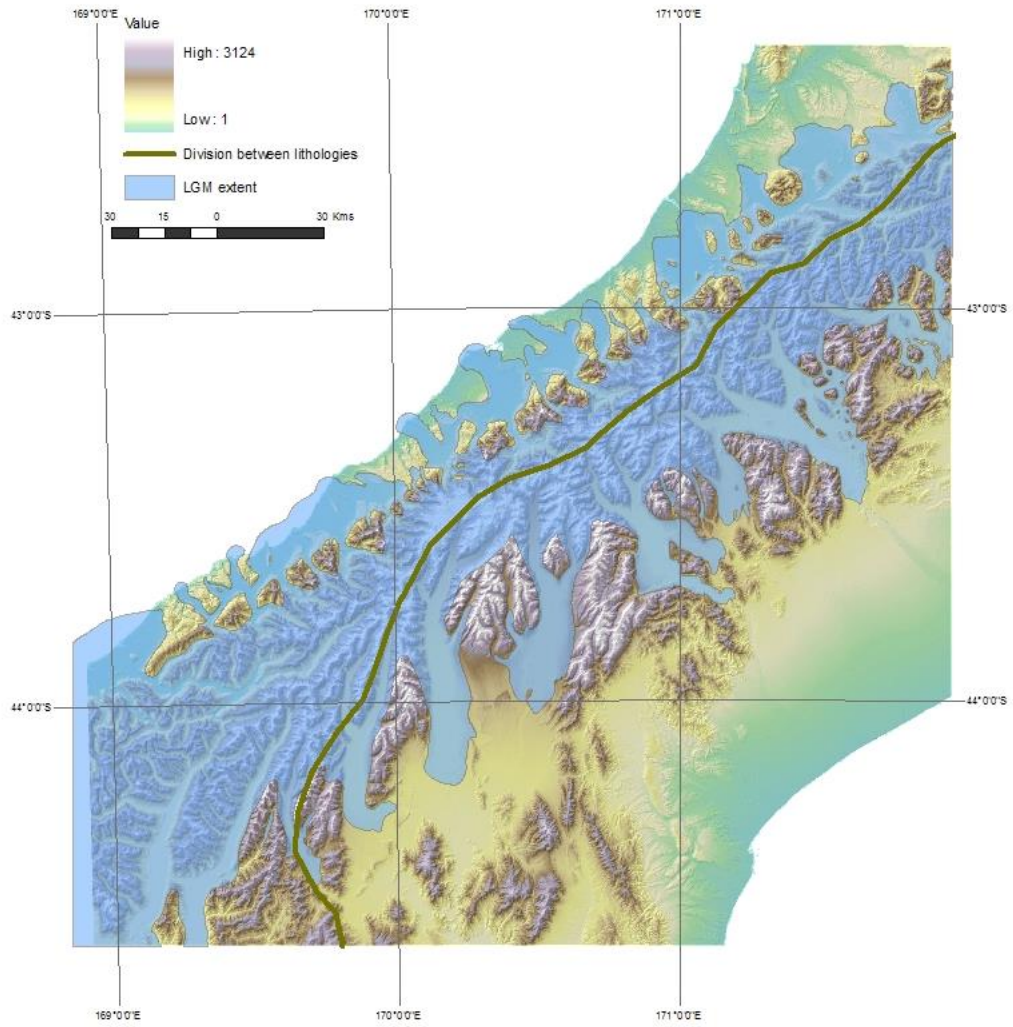 169°0'0"E 170°0'0"E 171°0'0"E
Value
High : 3124
Low : 1
Division between lithologies
LGM extent
30 15 0 30 Kms
43°0'0"S 43°0'0"S
44°0'0"S 44°0'0"S
169°0'0"E 170°0'0"E 171°0'0"E